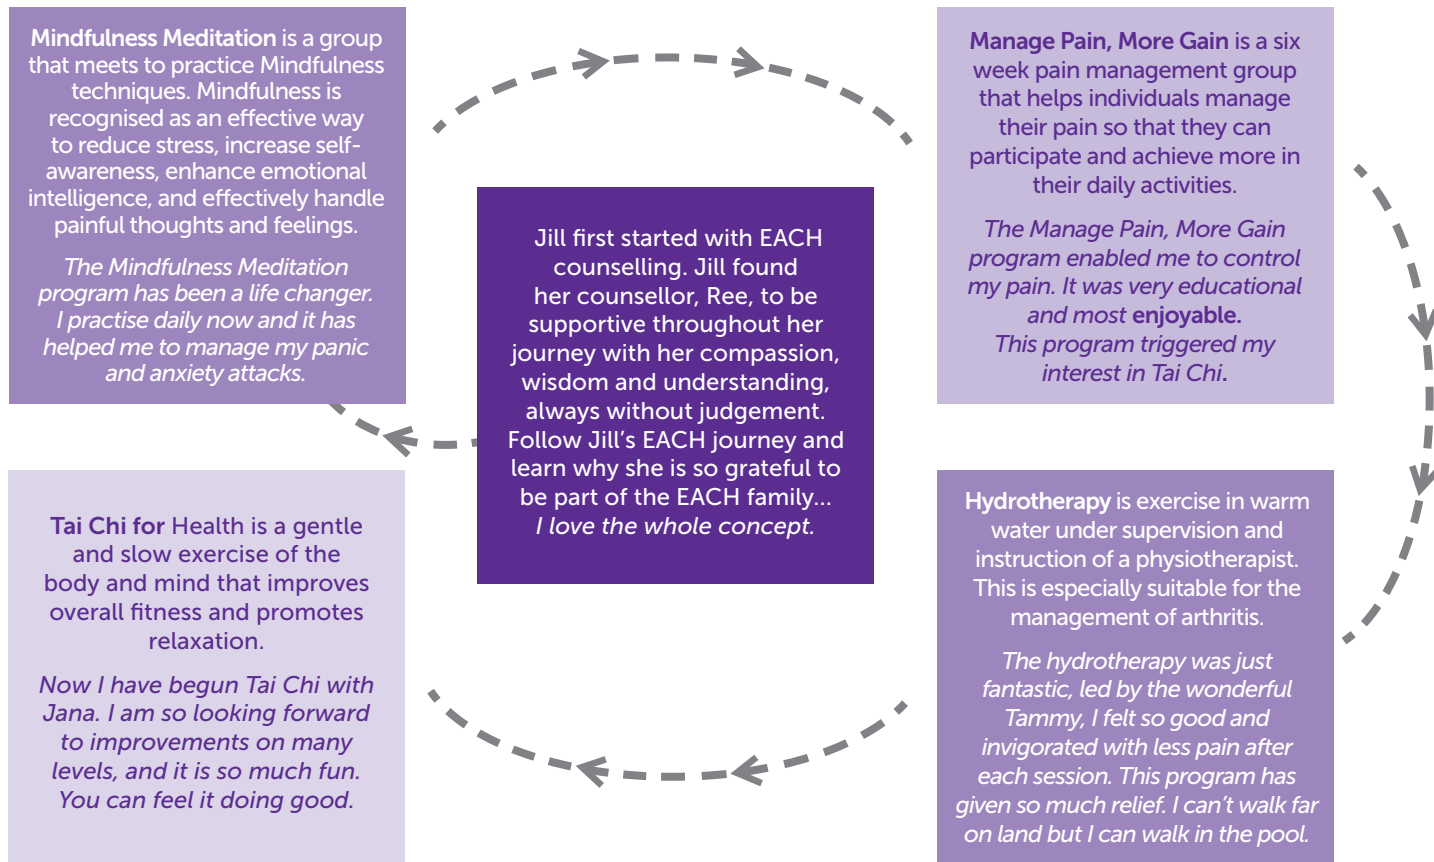 Mindfulness Meditation is a group
that meets to practice Mindfulness
techniques. Mindfulness is
recognised as an effective way
to reduce stress, increase self-
awareness, enhance emotional
intelligence, and effectively handle
painful thoughts and feelings.
The Mindfulness Meditation
program has been a life changer.
I practise daily now and it has
helped me to manage my panic
and anxiety attacks.
Manage Pain, More Gain is a six
week pain management group
that helps individuals manage
their pain so that they can
participate and achieve more in
their daily activities.
The Manage Pain, More Gain
program enabled me to control
my pain. It was very educational
and most enjoyable.
This program triggered my
interest in Tai Chi.
Jill first started with EACH
counselling. Jill found
her counsellor, Ree, to be
supportive throughout her
journey with her compassion,
wisdom and understanding,
always without judgement.
Follow Jill’s EACH journey and
learn why she is so grateful to
be part of the EACH family...
I love the whole concept.
Tai Chi for Health is a gentle
and slow exercise of the
body and mind that improves
overall fitness and promotes
relaxation.
Now I have begun Tai Chi with
Jana. I am so looking forward
to improvements on many
levels, and it is so much fun.
You can feel it doing good.
Hydrotherapy is exercise in warm
water under supervision and
instruction of a physiotherapist.
This is especially suitable for the
management of arthritis.
The hydrotherapy was just
fantastic, led by the wonderful
Tammy, I felt so good and
invigorated with less pain after
each session. This program has
given so much relief. I can’t walk far
on land but I can walk in the pool.